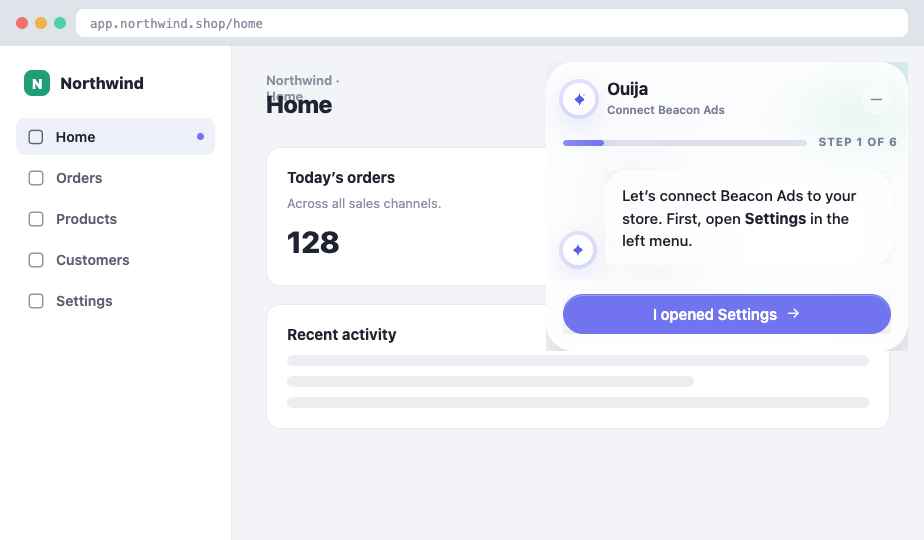 app.northwind.shop/home
N
Northwind
Home
Orders
Products
Customers
Settings
Northwind ·
Home
Home
Today's orders
Across all sales channels.
128
Recent activity
Ouija
Connect Beacon Ads
STEP 1 OF 6
Let's connect Beacon Ads to your
store. First, open Settings in the
left menu.
I opened Settings →